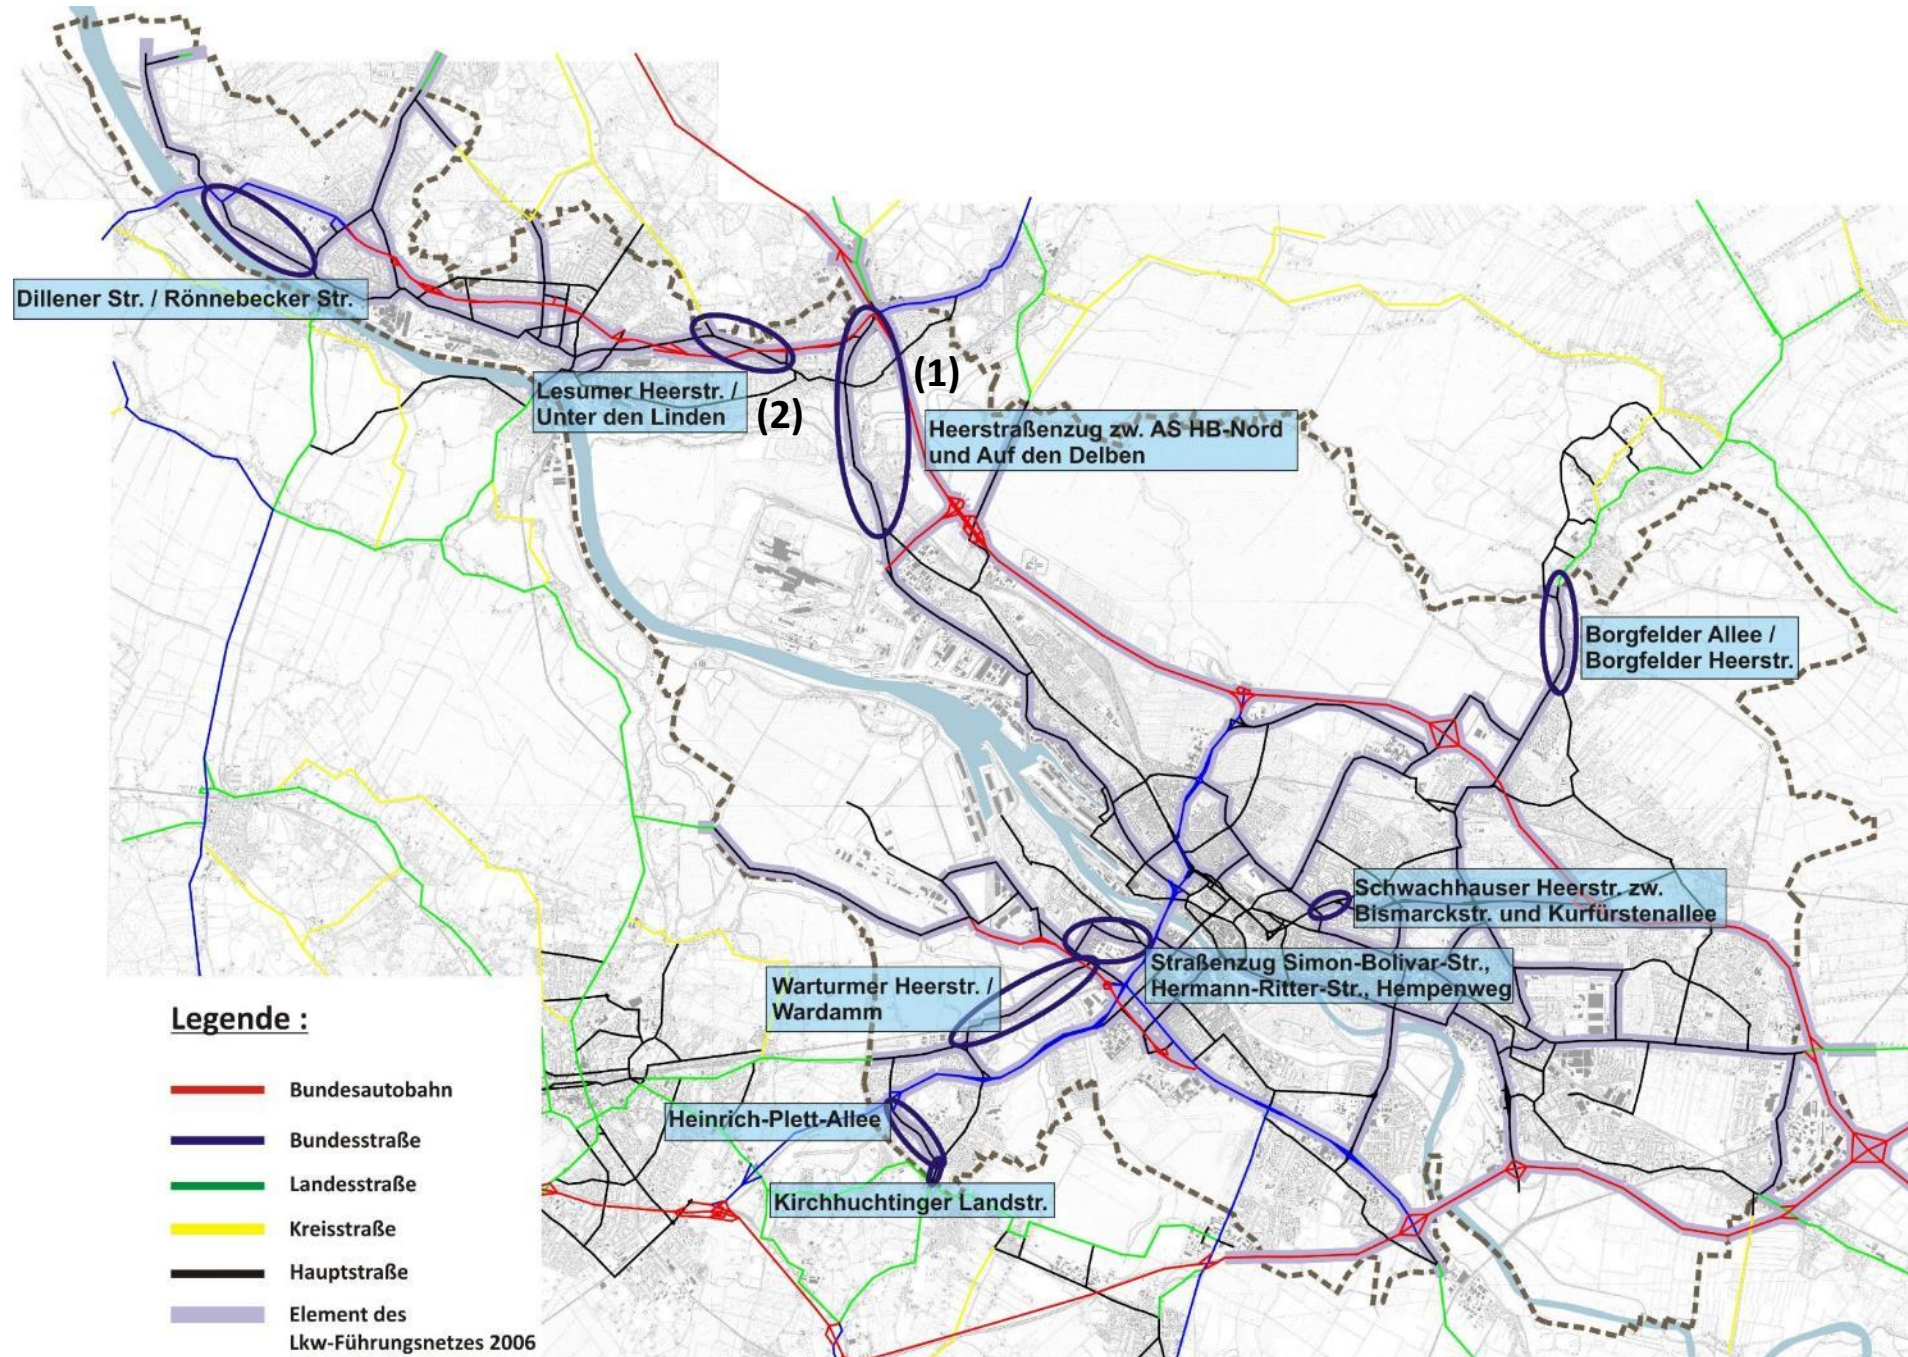 Dillener Str. / Rönnebecker Str.
Lesumer Heerstr. /
Unter den Linden
(2)
(1)
Heerstraßenzug zw. AS HB-Nord
und Auf den Delben
Borgfelder Allee /
Borgfelder Heerstr.
Schwachhauser Heerstr. zw.
Bismarckstr. und Kurfürstenallee
Straßenzug Simon-Bolivar-Str.,
Hermann-Ritter-Str., Hempenweg
Warturmer Heerstr. /
Wardamm
Heinrich-Plett-Allee
Kirchhuchtinger Landstr.
Legende :
Bundesautobahn
Bundesstraße
Landesstraße
Kreisstraße
Hauptstraße
Element des
Lkw-Führungsnetzes 2006